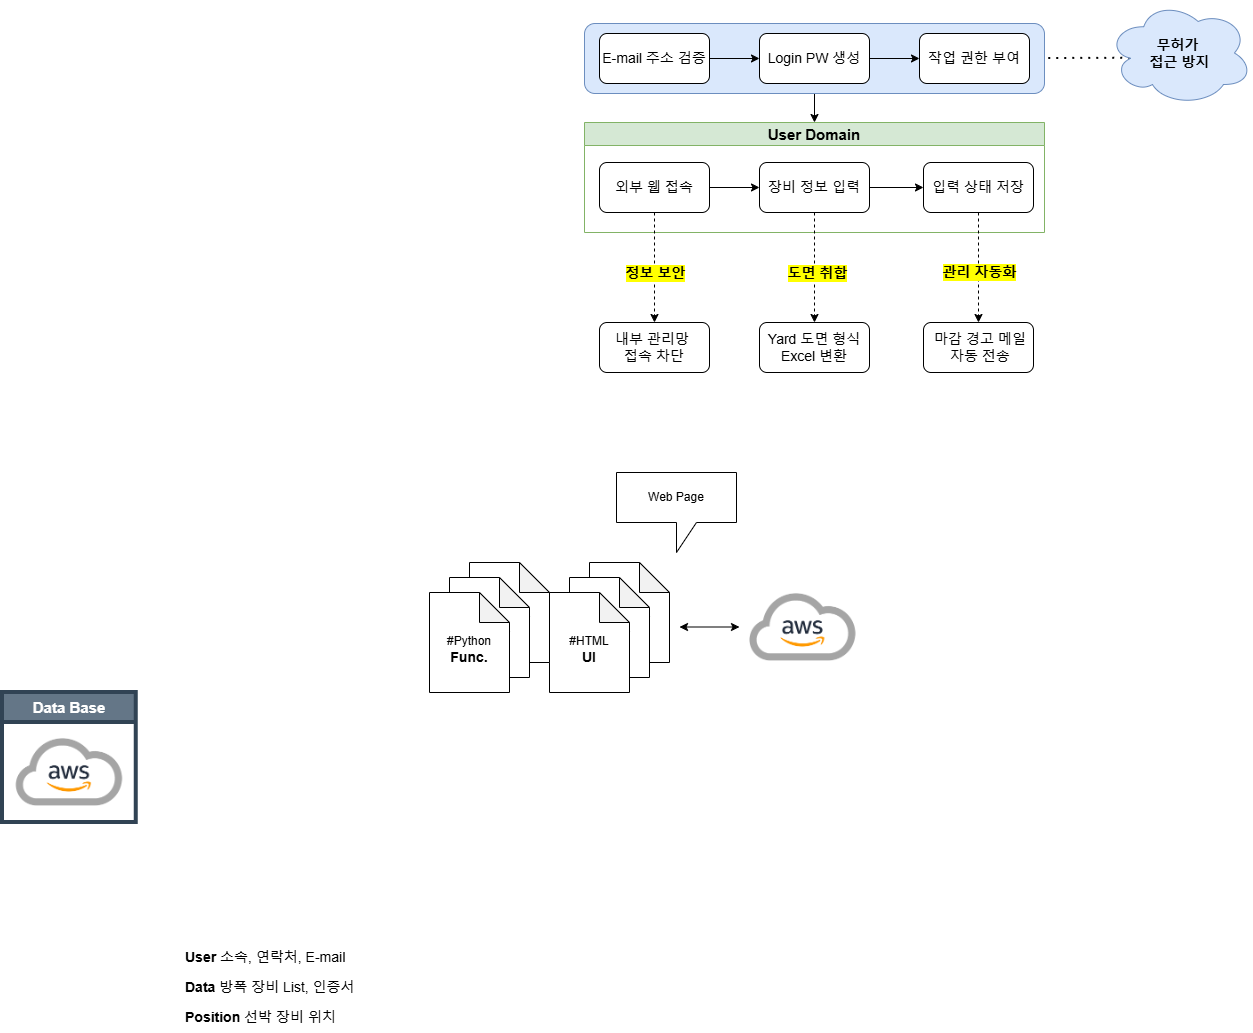 E-mail 주소 검증
Login PW 생성
작업 권한 부여
무허가
접근 방지
User Domain
외부 웹 접속
장비 정보 입력
입력 상태 저장
정보 보안
도면 취합
관리 자동화
내부 관리망
접속 차단
Yard 도면 형식
Excel 변환
마감 경고 메일
자동 전송
Web Page
#Python
Func.
#HTML
UI
aws
Data Base
aws
User 소속, 연락처, E-mail
Data 방폭 장비 List, 인증서
Position 선박 장비 위치